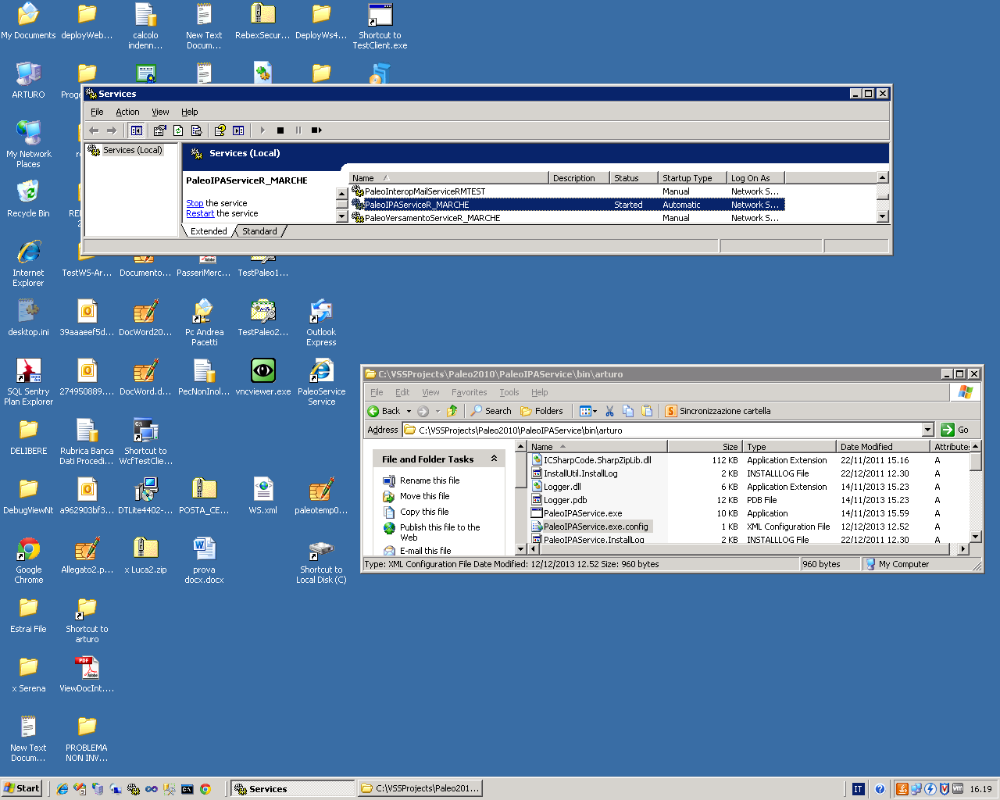 My Documents
deployWeb...
calcolo
indenn...
New Text
Docum...
RebexSecur...
DeployWs4...
Shortcut to
TestClient.exe
ARTURO
Services
File Action View Help
Services (Local)
Services (Local)
PaleoIPAServiceR_MARCHE
Stop the service
Restart the service
Name Description Status Startup Type Log On As
PaleoInteropMailServiceRMTEST Manual Network S...
PaleoIPAServiceR_MARCHE Started Automatic Network S...
PaleoVersamentoServiceR_MARCHE Manual Network S...
Extended Standard
My Network
Places
Recycle Bin
Internet
Explorer
TestWS-Ar...
Documento...
PasseriMerc...
TestPaleo1...
desktop.ini
39aaaeef5d...
DocWord20...
Pc Andrea
Pacetti
TestPaleo2...
Outlook
Express
SQL Sentry
Plan Explorer
274950889....
DocWord.d...
PecNonInol...
vncviewer.exe
PaleoService
Service
DELIBERE
Rubrica Banca
Dati Procedi...
Shortcut to
WcfTestClie...
DebugViewNt
a962903bf3...
DTLite4402-...
POSTA_CE...
WS.xml
paleotemp0...
Google
Chrome
Allegato2.p...
x Luca2.zip
prova
docx.docx
Shortcut to
Local Disk (C)
Estrai File
Shortcut to
arturo
x Serena
ViewDocInt....
New Text
Docum...
PROBLEMA
NON INV...
C:\VSSProjects\Paleo2010\PaleoIPAService\bin\arturo
File Edit View Favorites Tools Help
Back Search Folders Sincronizzazione cartella
Address C:\VSSProjects\Paleo2010\PaleoIPAService\bin\arturo Go
File and Folder Tasks
Rename this file
Move this file
Copy this file
Publish this file to the
Web
E-mail this file
Name Size Type Date Modified Attributes
ICSharpCode.SharpZipLib.dll 112 KB Application Extension 22/11/2011 15.16 A
InstallUtil.InstallLog 2 KB INSTALLLOG File 22/12/2011 12.30 A
Logger.dll 6 KB Application Extension 14/11/2013 15.23 A
Logger.pdb 12 KB PDB File 14/11/2013 15.23 A
PaleoIPAService.exe 10 KB Application 14/11/2013 15.59 A
PaleoIPAService.exe.config 1 KB XML Configuration File 12/12/2013 12.52 A
PaleoIPAService.InstallLog 2 KB INSTALLLOG File 22/12/2011 12.30 A
Type: XML Configuration File Date Modified: 12/12/2013 12.52 Size: 960 bytes 960 bytes My Computer
Start Services C:\VSSProjects\Paleo201... IT 16.19